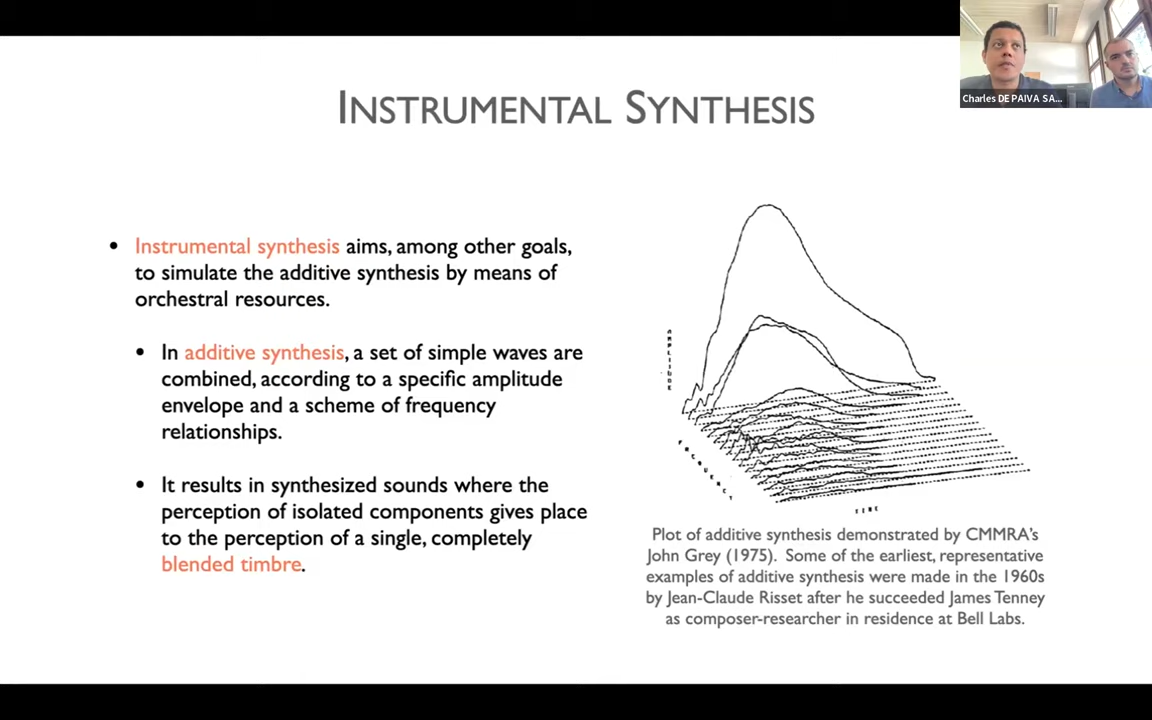 Charles DE PAIVA SA...
INSTRUMENTAL SYNTHESIS
• Instrumental synthesis aims, among other goals,
to simulate the additive synthesis by means of
orchestral resources.
• In additive synthesis, a set of simple waves are
combined, according to a specific amplitude
envelope and a scheme of frequency
relationships.
• It results in synthesized sounds where the
perception of isolated components gives place
to the perception of a single, completely
blended timbre.
AMPLITUDE
FREQUENCY
TIME
Plot of additive synthesis demonstrated by CMMRA's
John Grey (1975). Some of the earliest, representative
examples of additive synthesis were made in the 1960s
by Jean-Claude Risset after he succeeded James Tenney
as composer-researcher in residence at Bell Labs.